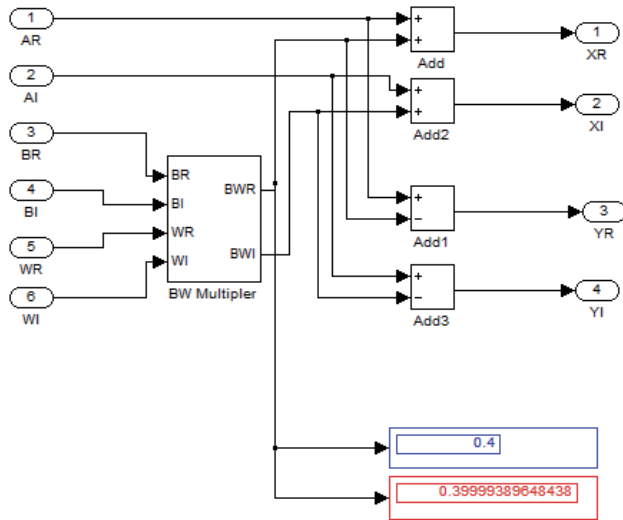 1
AR
2
AI
3
BR
4
BI
5
WR
6
WI
BR
BI
WR
WI
BWR
BWI
BW Multipler
+
+
Add
+
+
Add2
+
−
Add1
+
−
Add3
1
XR
2
XI
3
YR
4
YI
0.4
0.39999389648438